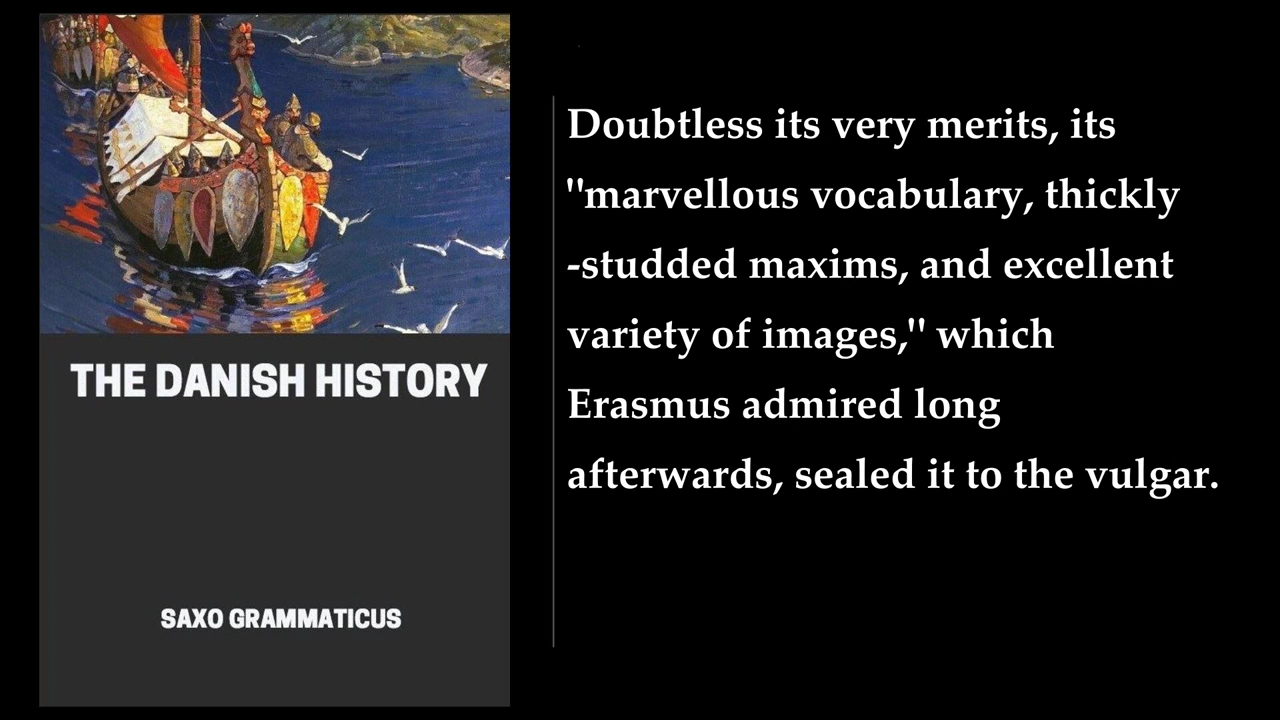 THE DANISH HISTORY
SAXO GRAMMATICUS
Doubtless its very merits, its
"marvellous vocabulary, thickly
-studded maxims, and excellent
variety of images," which
Erasmus admired long
afterwards, sealed it to the vulgar.